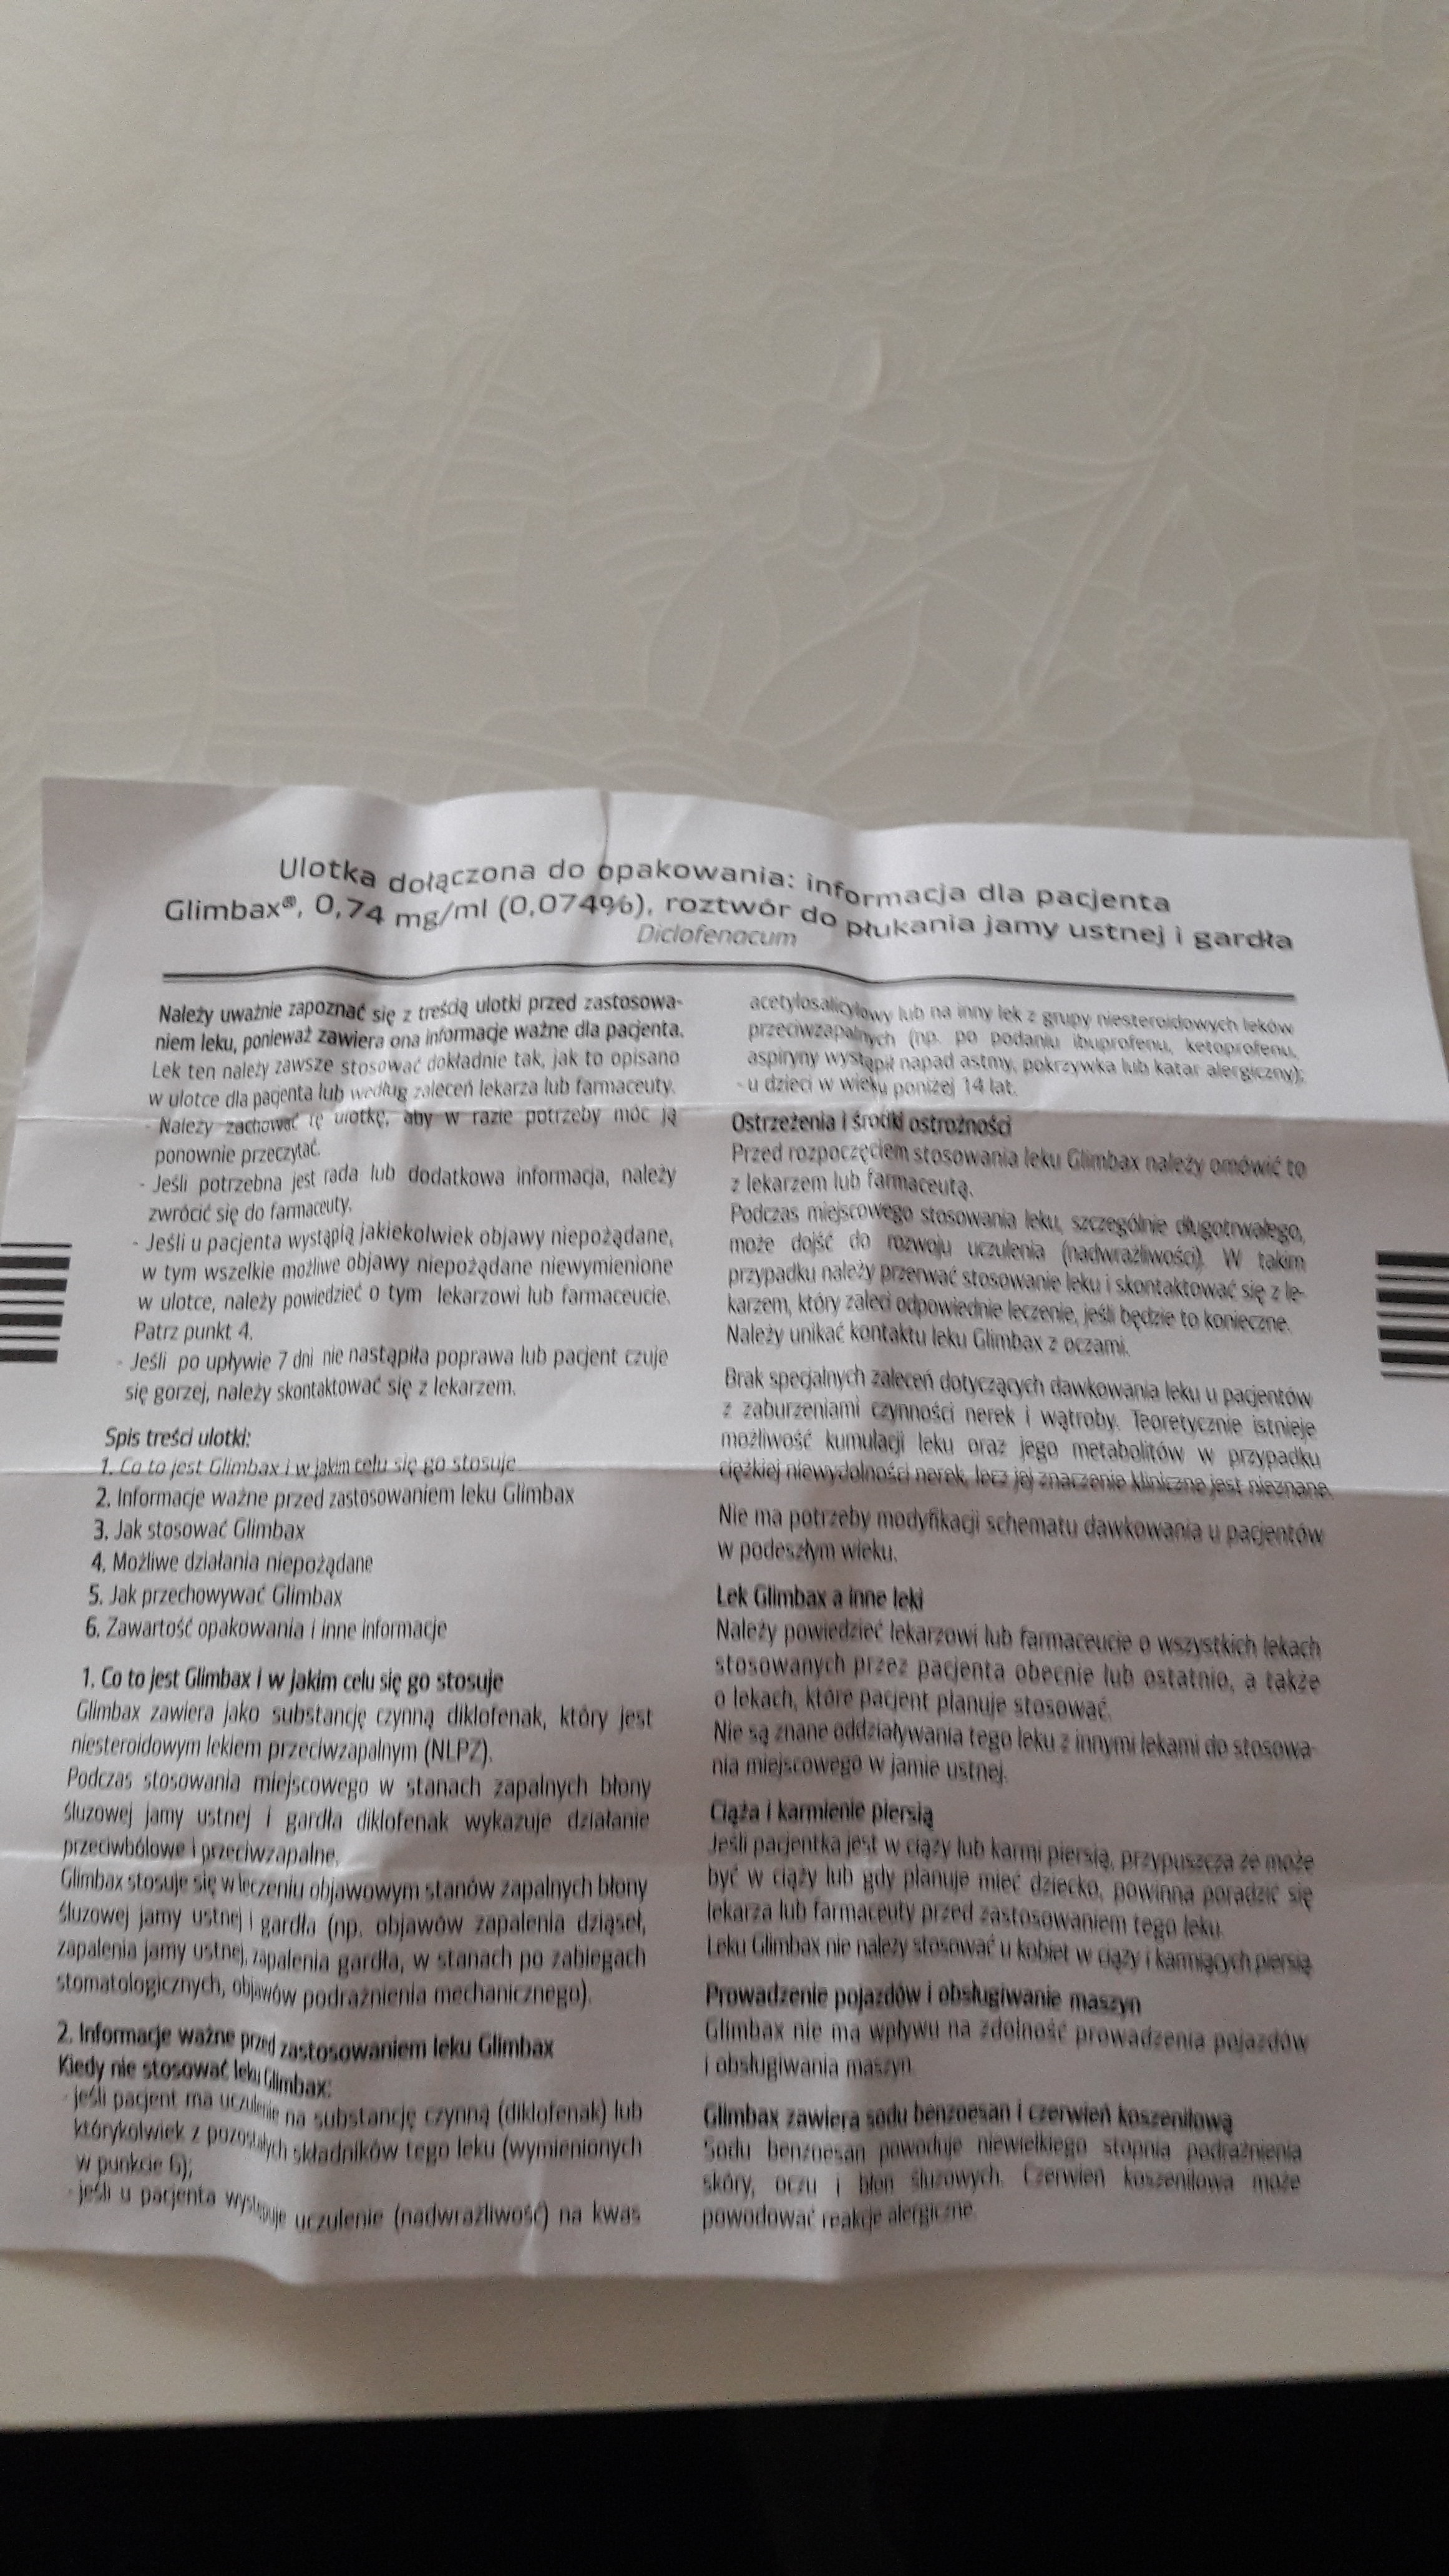 Ulotka dołączona do opakowania: informacja dla pacjenta
Glimbax®, 0,74 mg/ml (0,074%), roztwór do płukania jamy ustnej i gardła
Diclofenacum
Należy uważnie zapoznać się z treścią ulotki przed zastosowa-
niem leku, ponieważ zawiera ona informacje ważne dla pacjenta.
Lek ten należy zawsze stosować dokładnie tak, jak to opisano
w ulotce dla pacjenta lub według zaleceń lekarza lub farmaceuty.
- Należy zachować tę ulotkę, aby w razie potrzeby móc ją
ponownie przeczytać.
- Jeśli potrzebna jest rada lub dodatkowa informacja, należy
zwrócić się do farmaceuty.
- Jeśli u pacjenta wystąpią jakiekolwiek objawy niepożądane,
w tym wszelkie możliwe objawy niepożądane niewymienione
w ulotce, należy powiedzieć o tym lekarzowi lub farmaceucie.
Patrz punkt 4.
- Jeśli po upływie 7 dni nie nastąpiła poprawa lub pacjent czuje
się gorzej, należy skontaktować się z lekarzem.
Spis treści ulotki:
1. Co to jest Glimbax i w jakim celu się go stosuje
2. Informacje ważne przed zastosowaniem leku Glimbax
3. Jak stosować Glimbax
4. Możliwe działania niepożądane
5. Jak przechowywać Glimbax
6. Zawartość opakowania i inne informacje
1. Co to jest Glimbax i w jakim celu się go stosuje
Glimbax zawiera jako substancję czynną diklofenak, który jest
niesteroidowym lekiem przeciwzapalnym (NLPZ).
Podczas stosowania miejscowego w stanach zapalnych błony
śluzowej jamy ustnej i gardła diklofenak wykazuje działanie
przeciwbólowe i przeciwzapalne.
Glimbax stosuje się w leczeniu objawowym stanów zapalnych błony
śluzowej jamy ustnej i gardła (np. objawów zapalenia dziąseł,
zapalenia jamy ustnej, zapalenia gardła, w stanach po zabiegach
stomatologicznych, objawów podrażnienia mechanicznego).
2. Informacje ważne przed zastosowaniem leku Glimbax
Kiedy nie stosować leku Glimbax:
- jeśli pacjent ma uczulenie na substancję czynną (diklofenak) lub
którykolwiek z pozostałych składników tego leku (wymienionych
w punkcie 6);
- jeśli u pacjenta występuje uczulenie (nadwrażliwość) na kwas
acetylosalicylowy lub na inny lek z grupy niesteroidowych leków
przeciwzapalnych (np. po podaniu ibuprofenu, ketoprofenu,
aspiryny wystąpił napad astmy, pokrzywka lub katar alergiczny);
- u dzieci w wieku poniżej 14 lat.
Ostrzeżenia i środki ostrożności
Przed rozpoczęciem stosowania leku Glimbax należy omówić to
z lekarzem lub farmaceutą.
Podczas miejscowego stosowania leku, szczególnie długotrwałego,
może dojść do rozwoju uczulenia (nadwrażliwości). W takim
przypadku należy przerwać stosowanie leku i skontaktować się z le-
karzem, który zaleci odpowiednie leczenie, jeśli będzie to konieczne.
Należy unikać kontaktu leku Glimbax z oczami.
Brak specjalnych zaleceń dotyczących dawkowania leku u pacjentów
z zaburzeniami czynności nerek i wątroby. Teoretycznie istnieje
możliwość kumulacji leku oraz jego metabolitów w przypadku
ciężkiej niewydolności nerek, lecz jej znaczenie kliniczne jest nieznane.
Nie ma potrzeby modyfikacji schematu dawkowania u pacjentów
w podeszłym wieku.
Lek Glimbax a inne leki
Należy powiedzieć lekarzowi lub farmaceucie o wszystkich lekach
stosowanych przez pacjenta obecnie lub ostatnio, a także
o lekach, które pacjent planuje stosować.
Nie są znane oddziaływania tego leku z innymi lekami do stosowa-
nia miejscowego w jamie ustnej.
Ciąża i karmienie piersią
Jeśli pacjentka jest w ciąży lub karmi piersią, przypuszcza że może
być w ciąży lub gdy planuje mieć dziecko, powinna poradzić się
lekarza lub farmaceuty przed zastosowaniem tego leku.
Leku Glimbax nie należy stosować u kobiet w ciąży i karmiących piersią.
Prowadzenie pojazdów i obsługiwanie maszyn
Glimbax nie ma wpływu na zdolność prowadzenia pojazdów
i obsługiwania maszyn.
Glimbax zawiera sodu benzoesan i czerwień koszenilową
Sodu benzoesan powoduje niewielkiego stopnia podrażnienia
skóry, oczu i błon śluzowych. Czerwień koszenilowa może
powodować reakcje alergiczne.